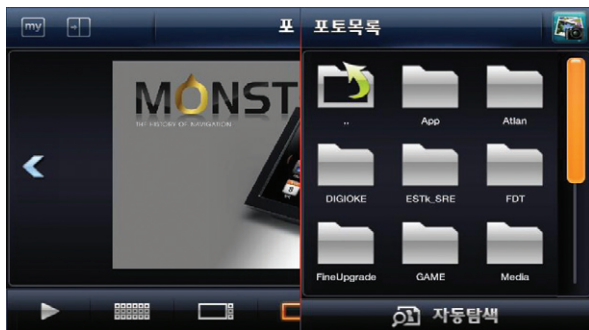 my
포
포토목록
MONST
THE HISTORY OF NAVIGATION
..
App
Atlan
DIGIOKE
ESTk_SRE
FDT
FineUpgrade
GAME
Media
자동탐색